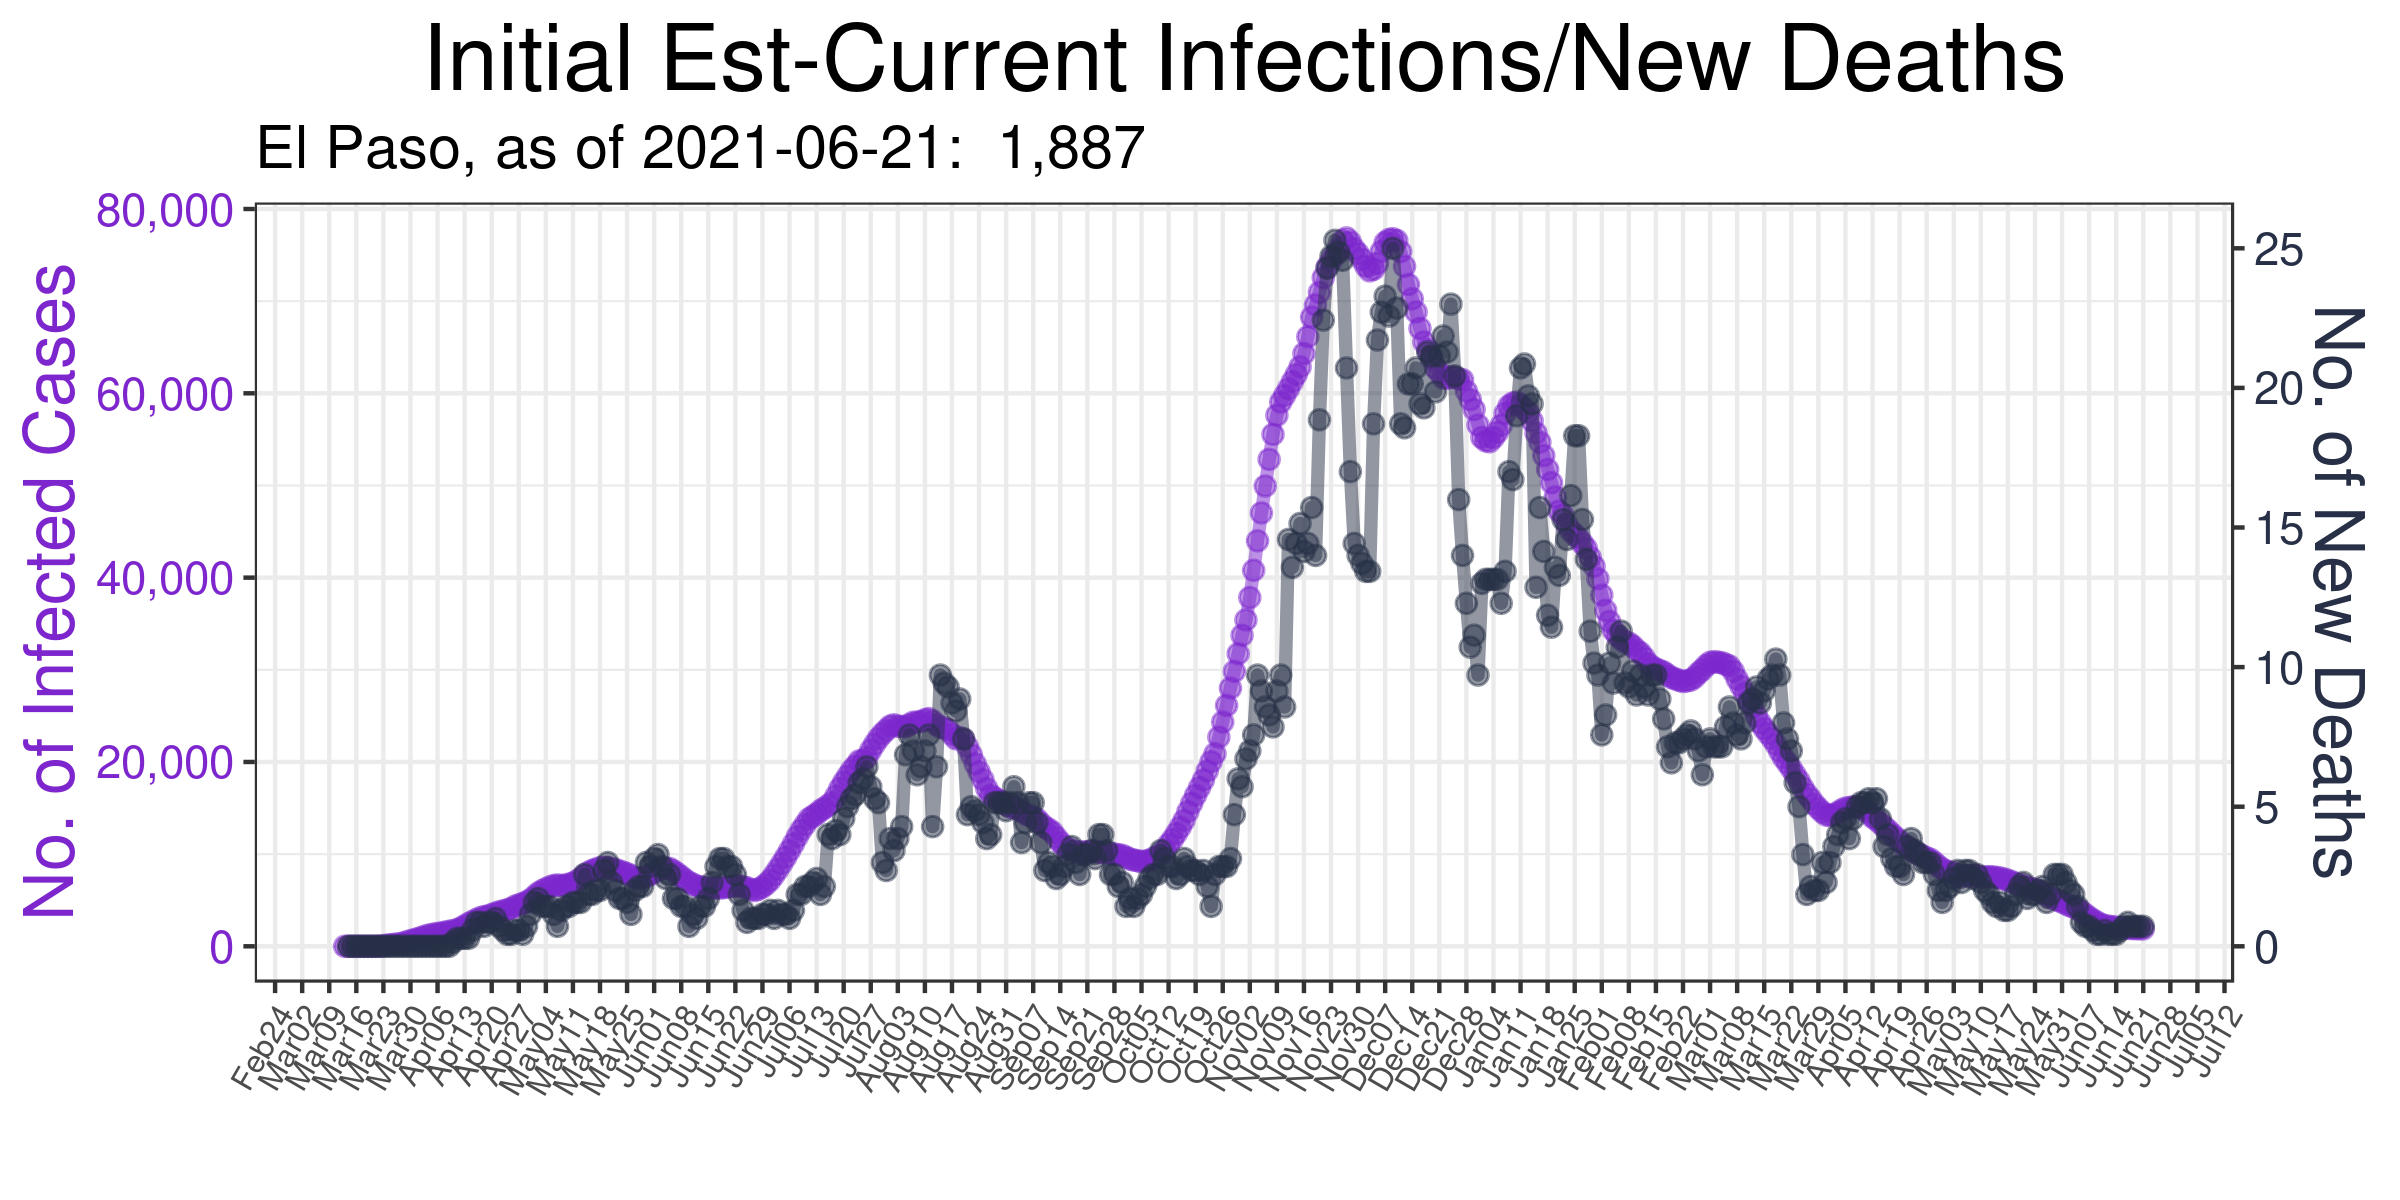 Initial Est-Current Infections/New Deaths
El Paso, as of 2021-06-21: 1,887
No. of Infected Cases
80,000
60,000
40,000
20,000
0
25
20
15
10
5
0
No. of New Deaths
Feb24
Mar02
Mar09
Mar16
Mar23
Mar30
Apr06
Apr13
Apr20
Apr27
May04
May11
May18
May25
Jun01
Jun08
Jun15
Jun22
Jun29
Jul06
Jul13
Jul20
Jul27
Aug03
Aug10
Aug17
Aug24
Aug31
Sep07
Sep14
Sep21
Sep28
Oct05
Oct12
Oct19
Oct26
Nov02
Nov09
Nov16
Nov23
Nov30
Dec07
Dec14
Dec21
Dec28
Jan04
Jan11
Jan18
Jan25
Feb01
Feb08
Feb15
Feb22
Mar01
Mar08
Mar15
Mar22
Mar29
Apr05
Apr12
Apr19
Apr26
May03
May10
May17
May24
May31
Jun07
Jun14
Jun21
Jun28
Jul05
Jul12